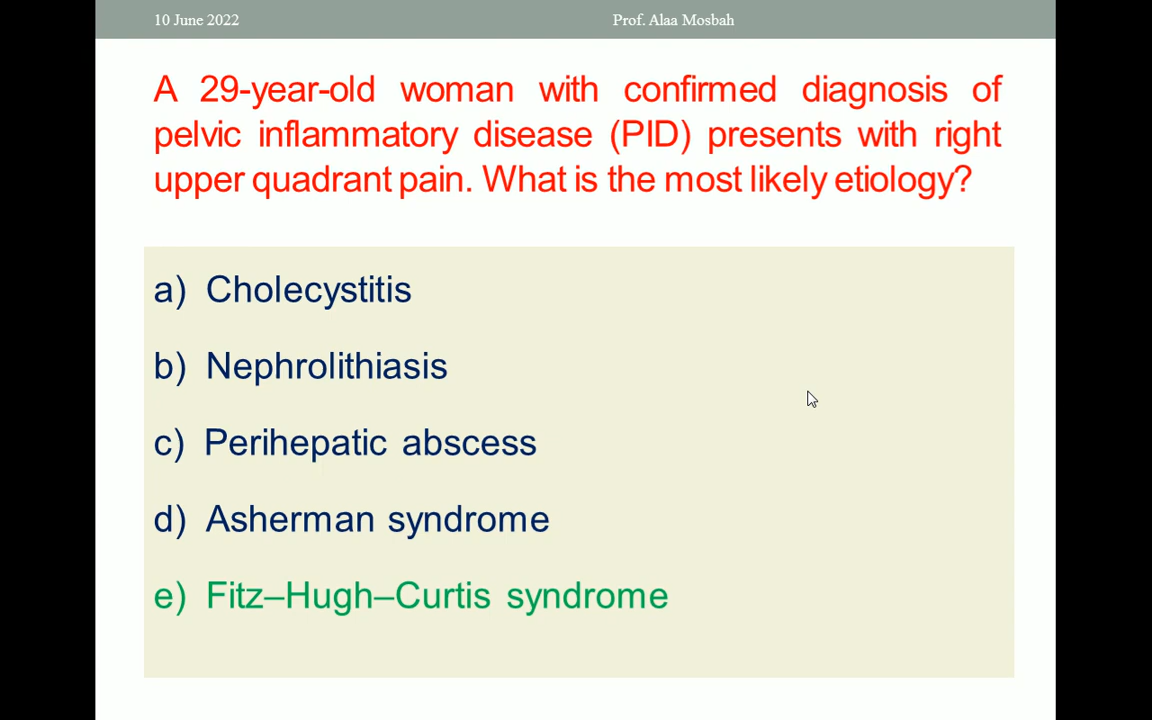 10 June 2022 Prof. Alaa Mosbah
A 29-year-old woman with confirmed diagnosis of
pelvic inflammatory disease (PID) presents with right
upper quadrant pain. What is the most likely etiology?
a) Cholecystitis
b) Nephrolithiasis
c) Perihepatic abscess
d) Asherman syndrome
e) Fitz–Hugh–Curtis syndrome